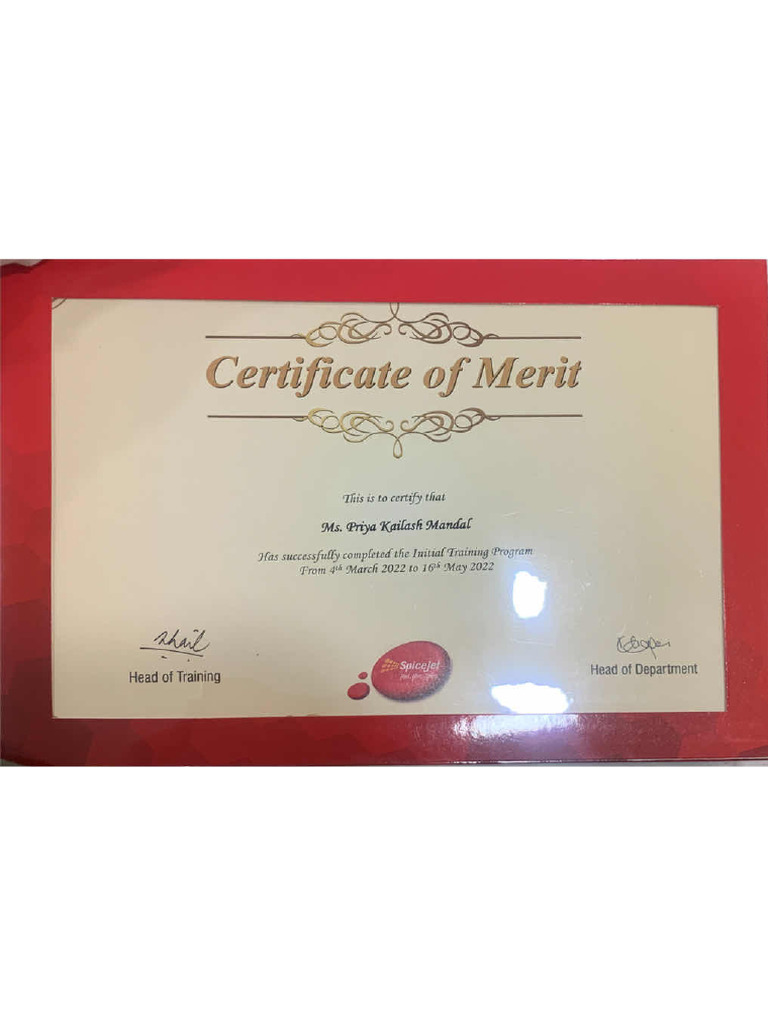 Certificate of Merit
This is to certify that
Ms. Priya Kailash Mandal
Has successfully completed the Initial Training Program
From 4th March 2022 to 16th May 2022
Head of Training
SpiceJet
Head of Department